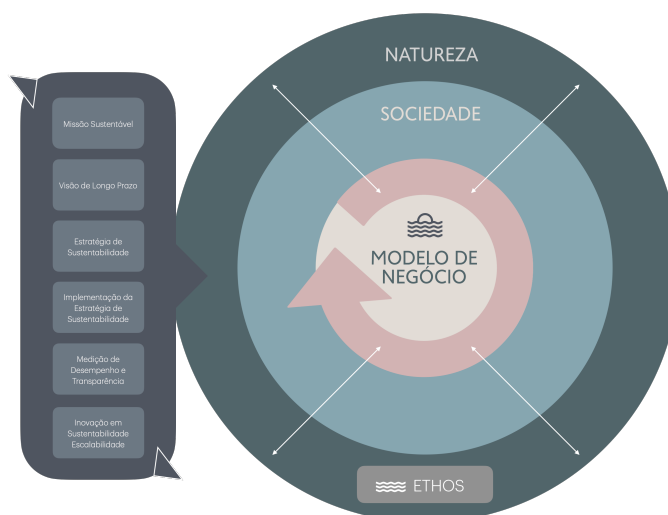 NATUREZA
SOCIEDADE
MODELO DE
NEGÓCIO
ETHOS
Missão Sustentável
Visão de Longo Prazo
Estratégia de
Sustentabilidade
Implementação da
Estratégia de
Sustentabilidade
Medição de
Desempenho e
Transparência
Inovação em
Sustentabilidade
Escalabilidade